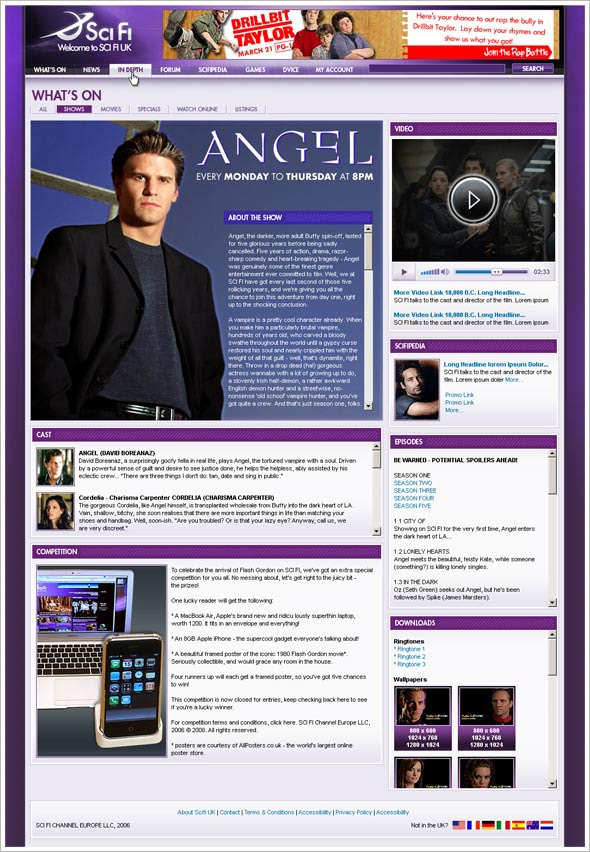 Sci Fi
Welcome to SCI FI UK
DRILLBIT
TAYLOR
MARCH 21 PG-13
Here's your chance to out rap the bully in
Drillbit Taylor. Lay down your rhymes and
show us what you got!
Join the Rap Battle
WHAT'S ON
NEWS
IN DEPTH
FORUM
SCIFIPEDIA
GAMES
DVICE
MY ACCOUNT
SEARCH
WHAT'S ON
ALL
SHOWS
MOVIES
SPECIALS
WATCH ONLINE
LISTINGS
ANGEL
EVERY MONDAY TO THURSDAY AT 8PM
ABOUT THE SHOW
Angel, the darker, more adult Buffy spin-off, lasted
for five glorious years before being sadly
cancelled. Five years of action, drama, razor-
sharp comedy and heart-breaking tragedy - Angel
was genuinely some of the finest genre
entertainment ever committed to film. Well, we at
SCI FI have got every last second of those five
rollicking years, and we're giving you all the
chance to join this adventure from day one, right
up to the shocking conclusion.
A vampire is a pretty cool character already. When
you make him a particularly brutal vampire,
hundreds of years old, who carved a bloody
swathe throughout the world until a gypsy curse
restored his soul and nearly crippled him with the
weight of all that guilt - well, that's dynamite, right
there. Throw in a drop dead (ha!) gorgeous
actress wannabe with a lot of growing up to do,
a slovenly Irish half-demon, a rather awkward
English demon hunter and a streetwise, no-
nonsense 'old school' vampire hunter, and you've
got quite a crew. And that's just season one, folks.
VIDEO
02:33
More Video Link 10,000 B.C. Long Headline...
SCI FI talks to the cast and director of the film. Lorem ipsum
More Video Link 10,000 B.C. Long Headline...
SCI FI talks to the cast and director of the film. Lorem ipsum
SCIFIPEDIA
Long Headline lorem Ipsum Dolor...
SCI FI talks to the cast and director of the
film. Lorem ipsum doler More...
Promo Link
Promo Link
More...
CAST
ANGEL (DAVID BOREANAZ)
David Boreanaz, a surprisingly goofy fella in real life, plays Angel, the tortured vampire with a soul. Driven
by a powerful sense of guilt and desire to see justice done, he helps the helpless, ably assisted by his
eclectic crew... "There are three things I don't do: tan, date and sing in public."
Cordelia - Charisma Carpenter CORDELIA (CHARISMA CARPENTER)
The gorgeous Cordelia, like Angel himself, is transplanted wholesale from Buffy into the dark heart of LA.
Vain, shallow, bitchy, she soon realises that there are more important things in life than matching your
shoes and handbag. Well, soon-ish. "Are you troubled? Or is that your lazy eye? Anyway, call us, we
are very discreet."
EPISODES
BE WARNED - POTENTIAL SPOILERS AHEAD!
SEASON ONE
SEASON TWO
SEASON THREE
SEASON FOUR
SEASON FIVE
1.1 CITY OF
Showing on SCI FI for the very first time, Angel enters
the dark heart of LA...
1.2 LONELY HEARTS
Angel meets the beautiful, feisty Kate, while someone
(something?) is killing lonely singles.
1.3 IN THE DARK
Oz (Seth Green) seeks out Angel, but he's been
followed by Spike (James Marsters).
COMPETITION
To celebrate the arrival of Flash Gordon on SCI FI, we've got an extra special
competition for you all. No messing about, let's get right to the juicy bit -
the prizes!
One lucky reader will get the following:
* A MacBook Air, Apple's brand new and ridicu lously superthin laptop,
worth 1200. It fits in an envelope and everything!
* An 8GB Apple iPhone - the supercool gadget everyone's talking about!
* A beautiful framed poster of the iconic 1980 Flash Gordon movie*.
Seriously collectible, and would grace any room in the house.
Four runners up will each get a framed poster, so you've got five chances
to win!
This competition is now closed for entries, keep checking back here to see
if you're a lucky winner.
For competition terms and conditions, click here. SCI FI Channel Europe LLC,
2006 © 2008. All rights reserved.
* posters are courtesy of AllPosters.co.uk - the world's largest online
poster store.
DOWNLOADS
Ringtones
* Ringtone 1
* Ringtone 2
* Ringtone 3
Wallpapers
800 x 600
1024 x 768
1280 x 1024
800 x 600
1024 x 768
1280 x 1024
About Scifi UK | Contact | Terms & Conditions | Accessibility | Privacy Policy | Accessibility
SCI FI CHANNEL EUROPE LLC, 2006
Not in the UK?